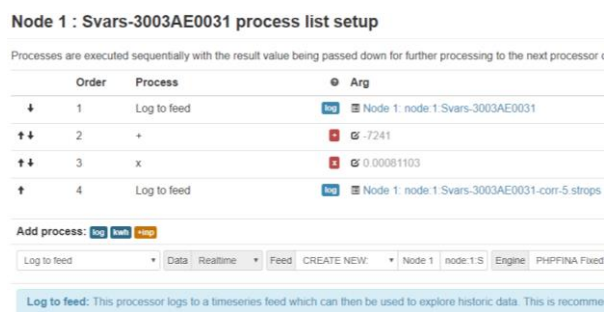 Node 1 : Svars-3003AE0031 process list setup
Processes are executed sequentially with the result value being passed down for further processing to the next processor
Order Process Arg
1 Log to feed log Node 1: node:1:Svars-3003AE0031
2 + + -7241
3 x x 0.00081103
4 Log to feed log Node 1: node:1:Svars-3003AE0031-corr-5.strops
Add process: log kwh +inp
Log to feed Data Realtime Feed CREATE NEW: Node 1 node:1:S Engine PHPFINA Fixed
Log to feed: This processor logs to a timeseries feed which can then be used to explore historic data. This is recomme